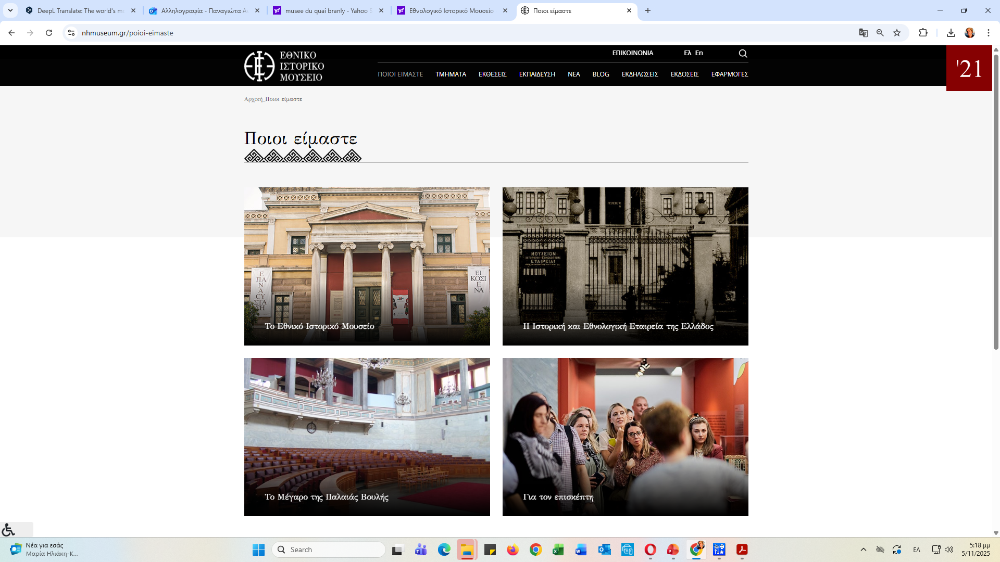 DeepL Translate: The world's mo
Αλληλογραφία - Παναγιώτα Αν
musee du quai branly - Yahoo S
Εθνολογικό Ιστορικό Μουσείο
Ποιοι είμαστε
nhmuseum.gr/poioi-eimaste
ΕΘΝΙΚΟ
ΙΣΤΟΡΙΚΟ
ΜΟΥΣΕΙΟ
ΕΠΙΚΟΙΝΩΝΙΑ
Ελ En
ΠΟΙΟΙ ΕΙΜΑΣΤΕ ΤΜΗΜΑΤΑ ΕΚΘΕΣΕΙΣ ΕΚΠΑΙΔΕΥΣΗ ΝΕΑ BLOG ΕΚΔΗΛΩΣΕΙΣ ΕΚΔΟΣΕΙΣ ΕΦΑΡΜΟΓΕΣ
'21
Αρχική_Ποιοι είμαστε
Ποιοι είμαστε
Ε
ΠΑ
ΝΑ
СΥ
ΣΤΑ
ΣΗ
ΕΙ
ΚΟΣΙ
Ε
ΝΑ
Το Εθνικό Ιστορικό Μουσείο
ΜΟΥΣΕΙΟΝ
ΙΣΤΟΡΙΚΗΣ-ΕΘΝΟΛΟΓΙΚΗΣ
ΕΤΑΙΡΕΙΑΣ
Η Ιστορική και Εθνολογική Εταιρεία της Ελλάδος
Το Μέγαρο της Παλαιάς Βουλής
Για τον επισκέπτη
Νέα για εσάς
Μαρία Ηλιάκη-Κ...
Search
ΕΛ
5:18 μμ
5/11/2025